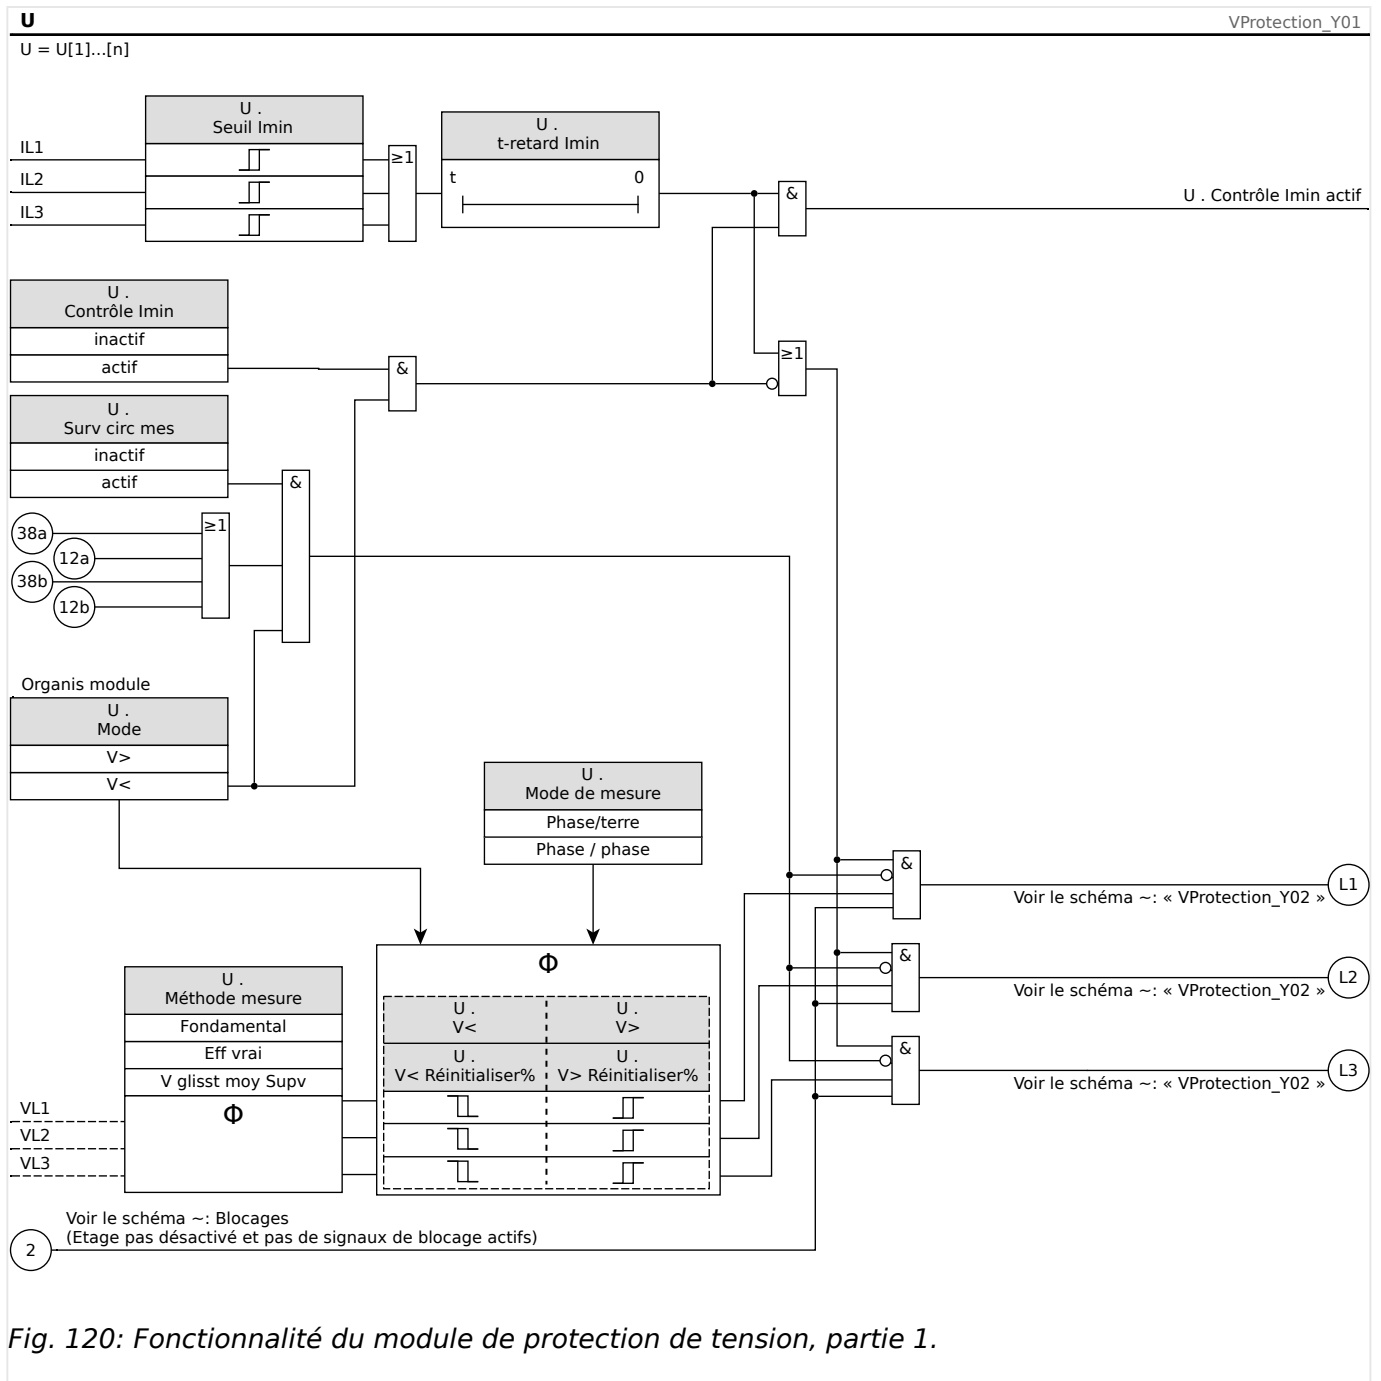 U
VProtection_Y01
U = U[1]...[n]
U .
Seuil Imin
IL1
IL2
IL3
≥1
U .
t-retard Imin
t
0
&
U . Contrôle Imin actif
U .
Contrôle Imin
inactif
actif
&
≥1
U .
Surv circ mes
inactif
actif
&
38a
12a
38b
12b
≥1
Organis module
U .
Mode
V>
V<
U .
Mode de mesure
Phase/terre
Phase / phase
&
L1
Voir le schéma ~: « VProtection_Y02 »
&
L2
Voir le schéma ~: « VProtection_Y02 »
&
L3
Voir le schéma ~: « VProtection_Y02 »
Φ
U .
V<
U .
V>
U .
V< Réinitialiser%
U .
V> Réinitialiser%
U .
Méthode mesure
Fondamental
Eff vrai
V glisst moy Supv
Φ
VL1
VL2
VL3
Voir le schéma ~: Blocages
(Etage pas désactivé et pas de signaux de blocage actifs)
2
Fig. 120: Fonctionnalité du module de protection de tension, partie 1.